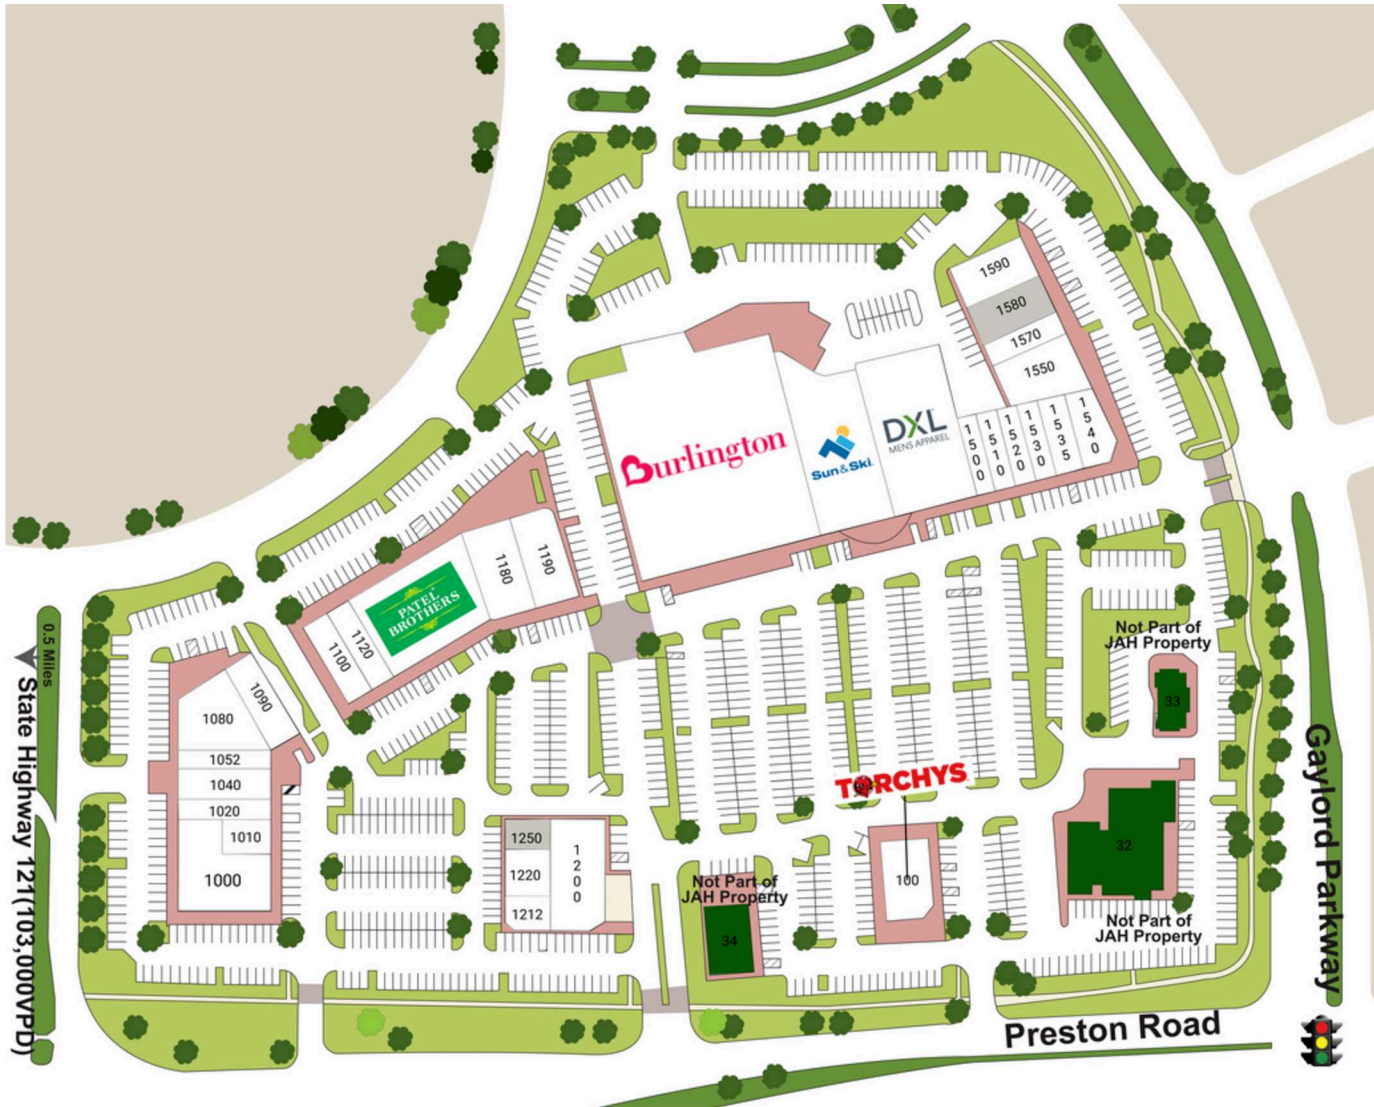 1590
1580
1570
1550
1500
1510
1520
1530
1535
1540
Burlington
Sun&Ski
DXL
MENS APPAREL
1190
1180
PATEL
BROTHERS
1120
1100
1090
1080
1052
1040
1020
1010
1000
1250
1220
1212
1200
TORCHYS
100
Not Part of
JAH Property
33
32
Not Part of
JAH Property
Not Part of
JAH Property
34
0.5 Miles
State Highway 121(103,000VPD)
Gaylord Parkway
Preston Road